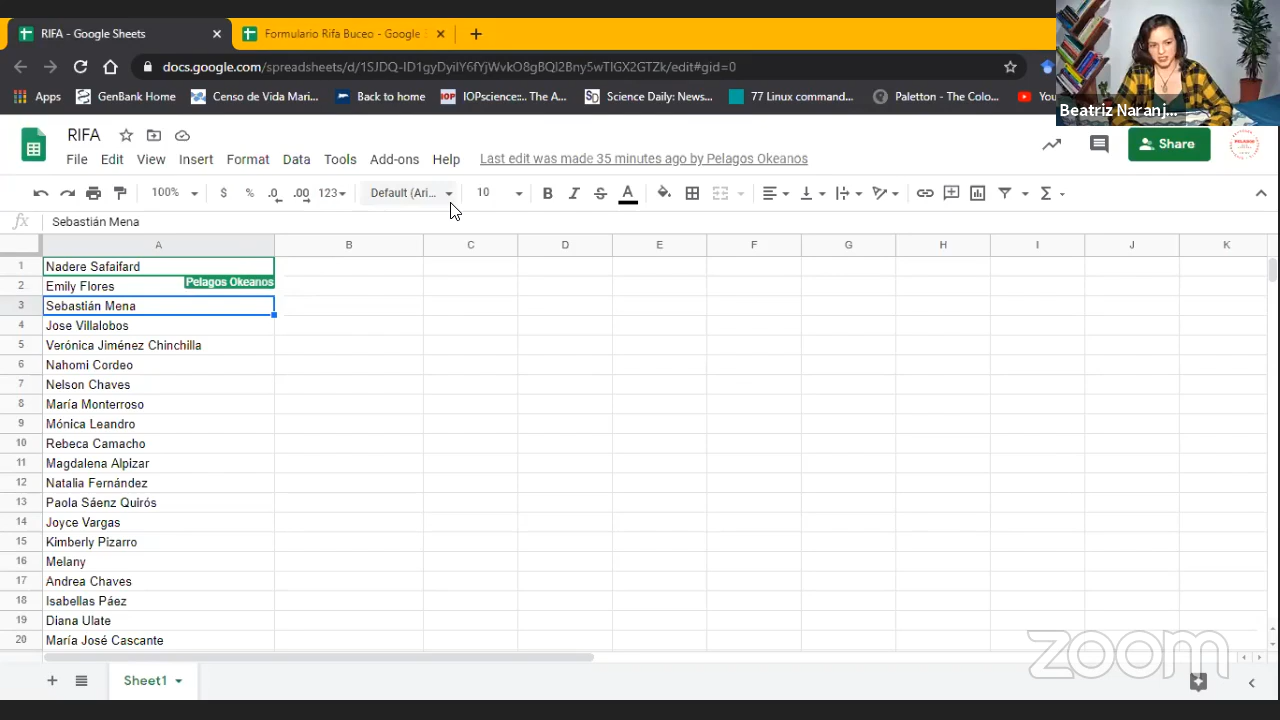 RIFA - Google Sheets
Formulario Rifa Buceo - Google
docs.google.com/spreadsheets/d/1SJDQ-ID1gyDyiIY6fYjWvkO8gBQl2Bny5wTIGX2GTZk/edit#gid=0
Apps GenBank Home Censo de Vida Mari... Back to home IOP IOPscience::.. The A... SD Science Daily: News... 77 Linux command... Paletton - The Colo... You
Beatriz Naranj...
RIFA
File Edit View Insert Format Data Tools Add-ons Help Last edit was made 35 minutes ago by Pelagos Okeanos
Share
100% $ % .0 .00 123 Default (Ari... 10 B I S A Σ
fx Sebastián Mena
A B C D E F G H I J K
1 Nadere Safaifard
Pelagos Okeanos
2 Emily Flores
3 Sebastián Mena
4 Jose Villalobos
5 Verónica Jiménez Chinchilla
6 Nahomi Cordeo
7 Nelson Chaves
8 María Monterroso
9 Mónica Leandro
10 Rebeca Camacho
11 Magdalena Alpizar
12 Natalia Fernández
13 Paola Sáenz Quirós
14 Joyce Vargas
15 Kimberly Pizarro
16 Melany
17 Andrea Chaves
18 Isabellas Páez
19 Diana Ulate
20 María José Cascante
zoom
Sheet1